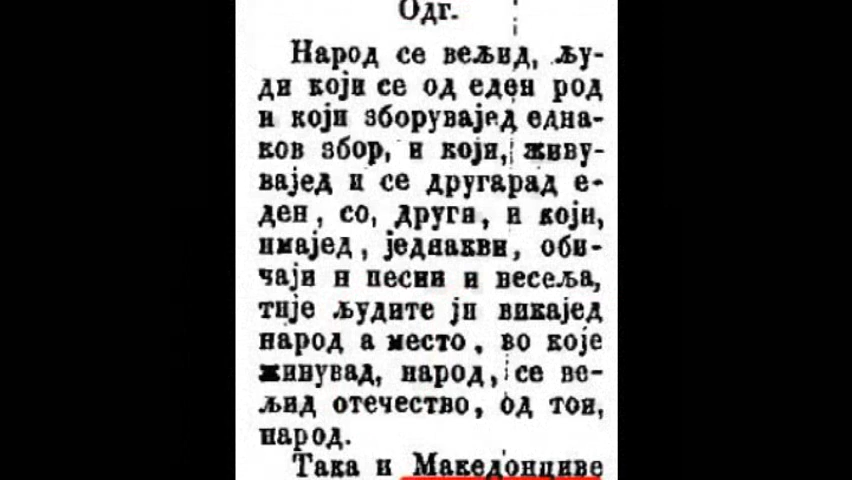 Одг.
Народ се вељид, љу-
ди који се од еден род
и који зборувајед една-
ков збор, и који, живу-
вајед и се другарад е-
ден, со, други, и који,
имајед, једнакви, оби-
чаји и песни и весеља,
тије људите ји викајед
народ а место, во које
живувад, народ, се ве-
љид отечество, од тои,
народ.
Така и Македонциве